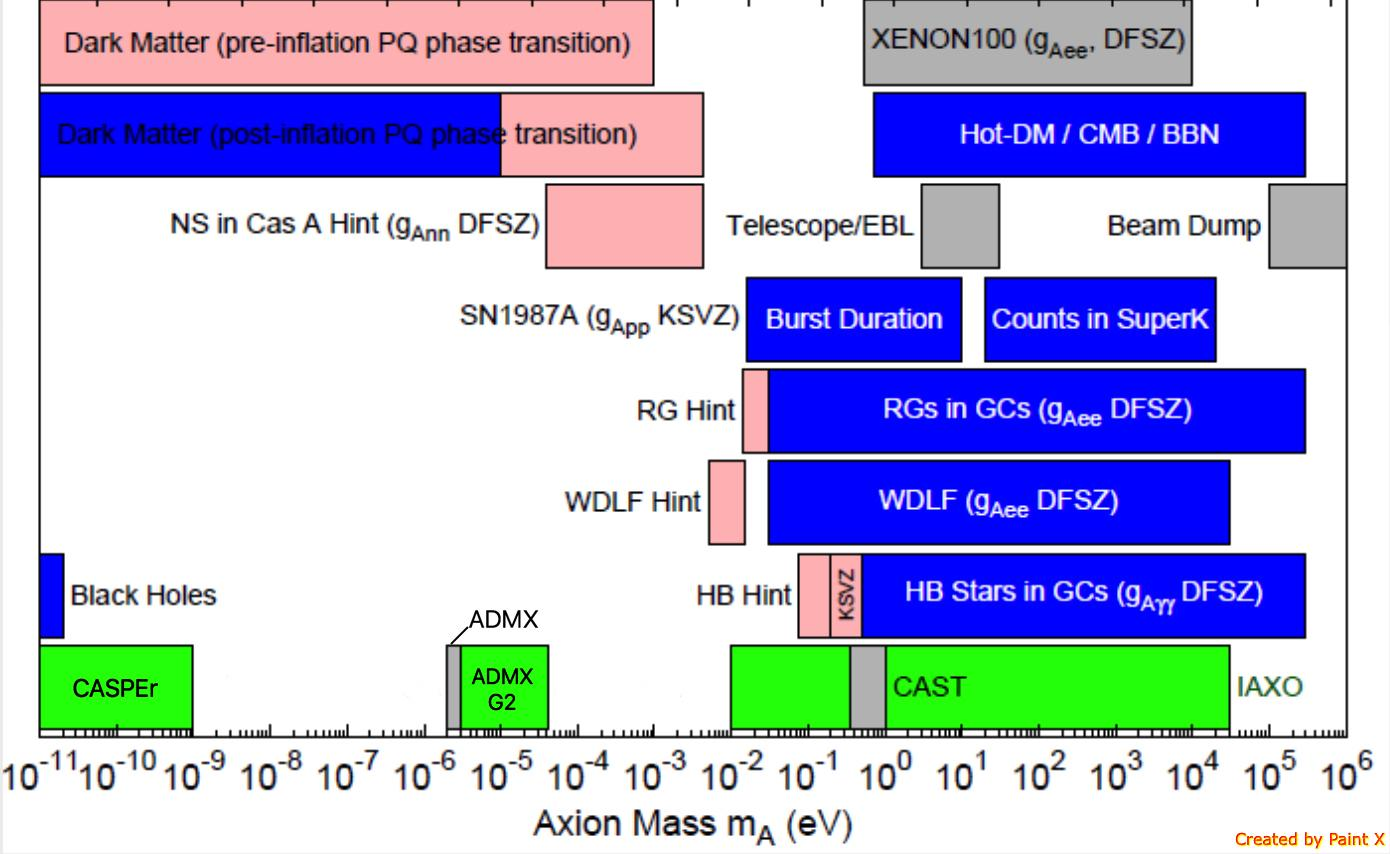 Dark Matter (pre-inflation PQ phase transition)
XENON100 (gAee, DFSZ)
Dark Matter (post-inflation PQ phase transition)
Hot-DM / CMB / BBN
NS in Cas A Hint (gAnn DFSZ)
Telescope/EBL
Beam Dump
SN1987A (gApp KSVZ)
Burst Duration
Counts in SuperK
RG Hint
RGs in GCs (gAee DFSZ)
WDLF Hint
WDLF (gAee DFSZ)
Black Holes
HB Hint
KSVZ
HB Stars in GCs (gAγγ DFSZ)
ADMX
CASPEr
ADMX
G2
CAST
IAXO
10⁻¹¹ 10⁻¹⁰ 10⁻⁹ 10⁻⁸ 10⁻⁷ 10⁻⁶ 10⁻⁵ 10⁻⁴ 10⁻³ 10⁻² 10⁻¹ 10⁰ 10¹ 10² 10³ 10⁴ 10⁵ 10⁶
Axion Mass mA (eV)
Created by Paint X